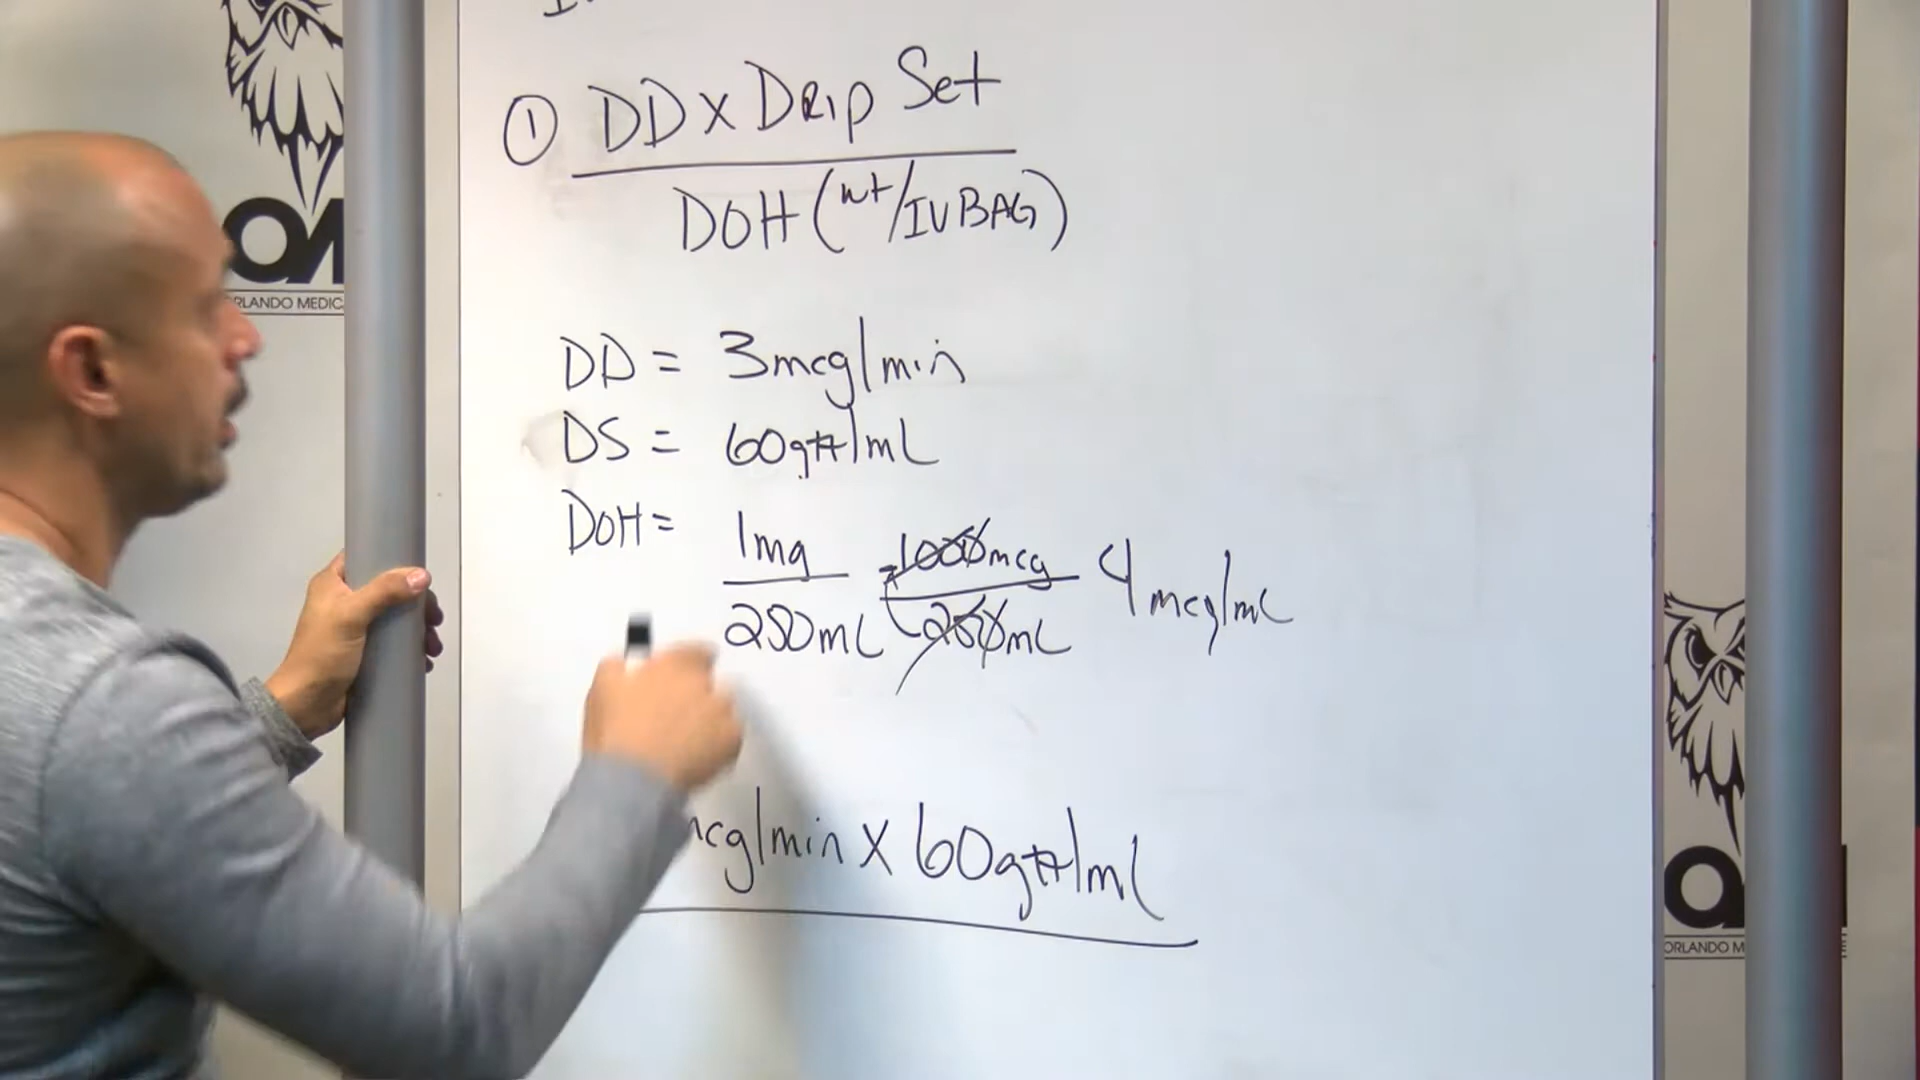 ① DD x DRIP Set
DOH (wt/IV BAG)
DD = 3mcg/min
DS = 60gtt/mL
DOH = 1mg 1000mcg 4mcg/mL
250mL 250mL
mcg/min x 60gtt/mL
ORLANDO MEDIC
ORLANDO M